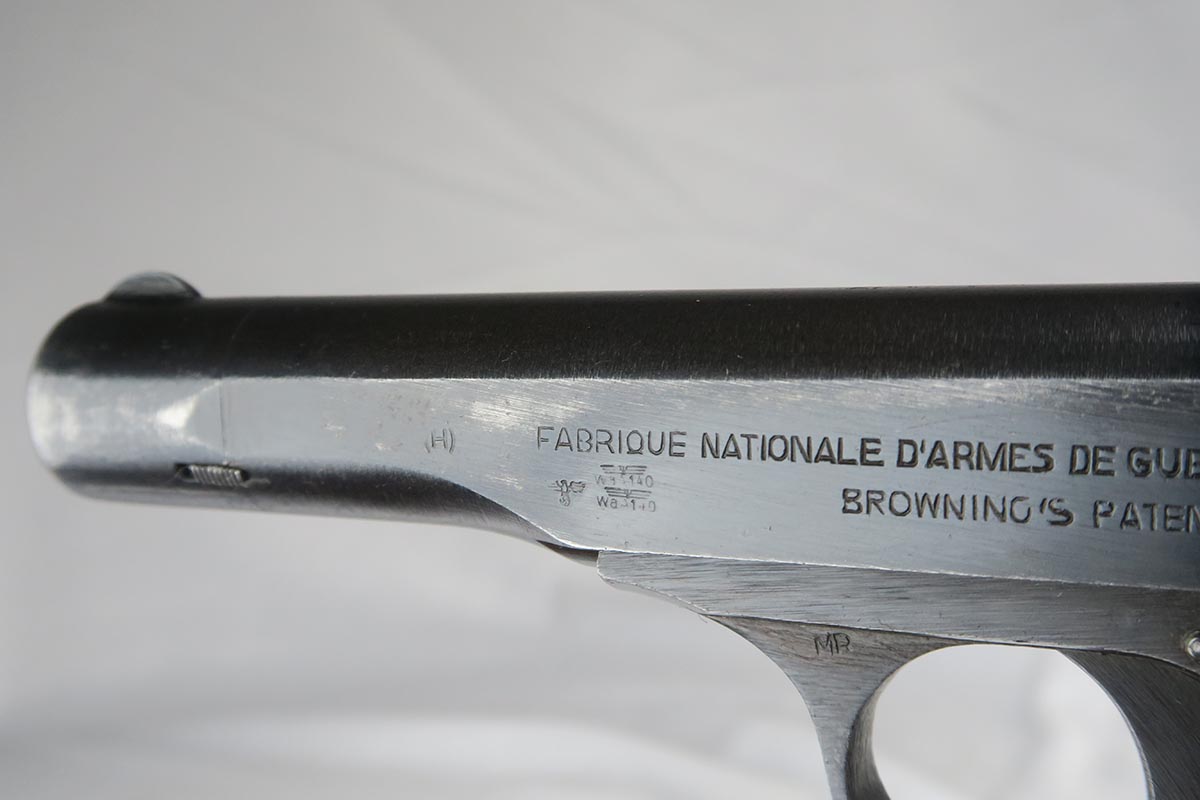 (H) FABRIQUE NATIONALE D'ARMES DE GUE
BROWNING'S PATEN
MR